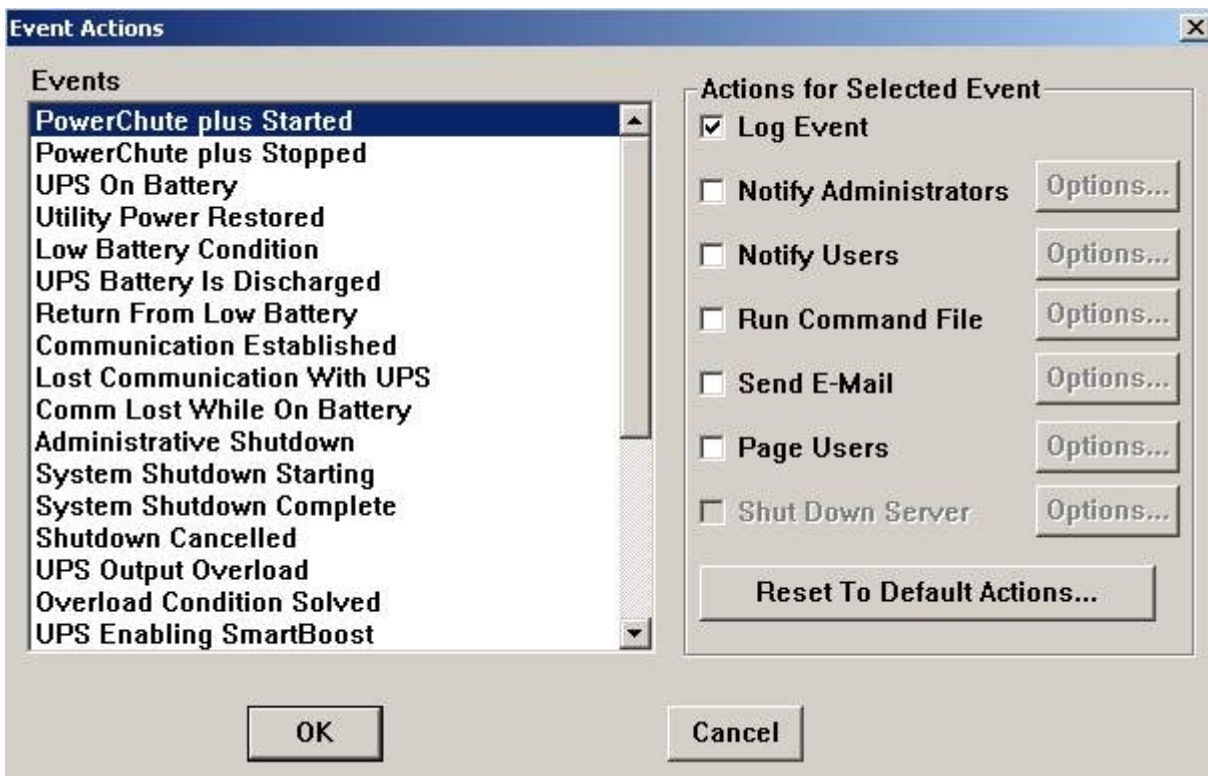 Event Actions
Events
PowerChute plus Started
PowerChute plus Stopped
UPS On Battery
Utility Power Restored
Low Battery Condition
UPS Battery Is Discharged
Return From Low Battery
Communication Established
Lost Communication With UPS
Comm Lost While On Battery
Administrative Shutdown
System Shutdown Starting
System Shutdown Complete
Shutdown Cancelled
UPS Output Overload
Overload Condition Solved
UPS Enabling SmartBoost
Actions for Selected Event
Log Event
Notify Administrators Options...
Notify Users Options...
Run Command File Options...
Send E-Mail Options...
Page Users Options...
Shut Down Server Options...
Reset To Default Actions...
OK
Cancel